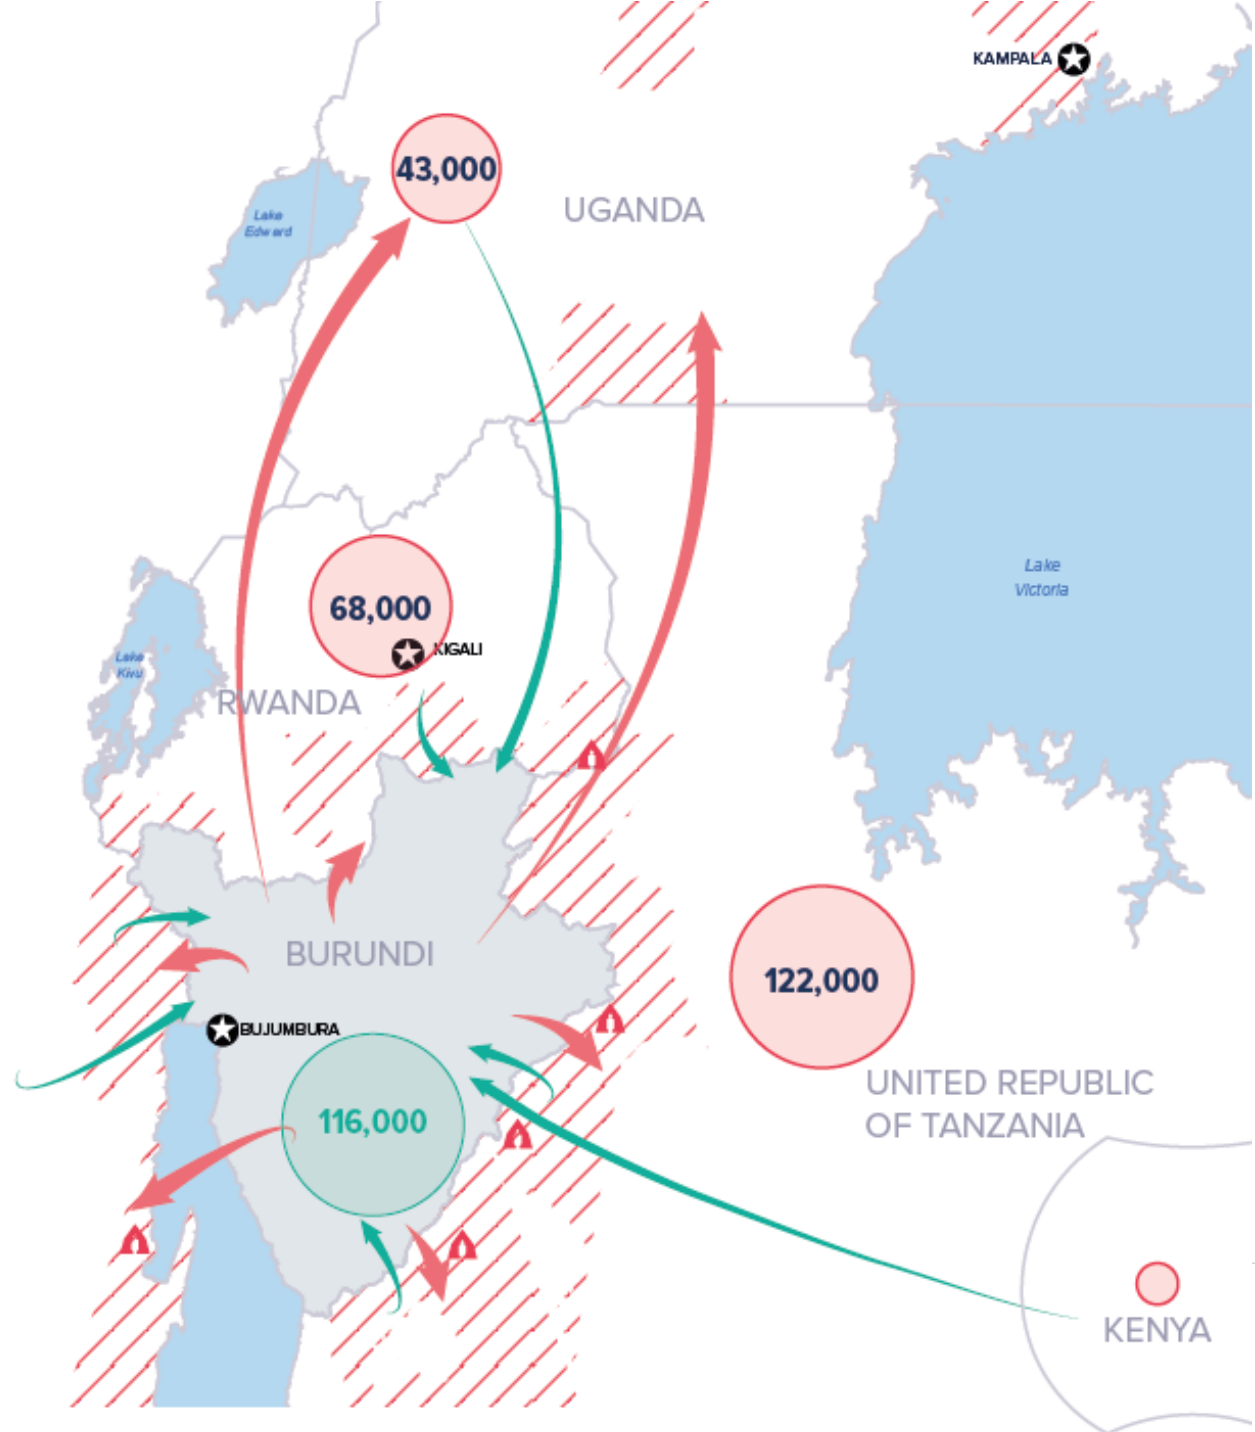 KAMPALA
43,000
UGANDA
Lake
Edward
Lake
Victoria
68,000
KIGALI
Lake
Kivu
RWANDA
BURUNDI
122,000
BUJUMBURA
116,000
UNITED REPUBLIC
OF TANZANIA
KENYA